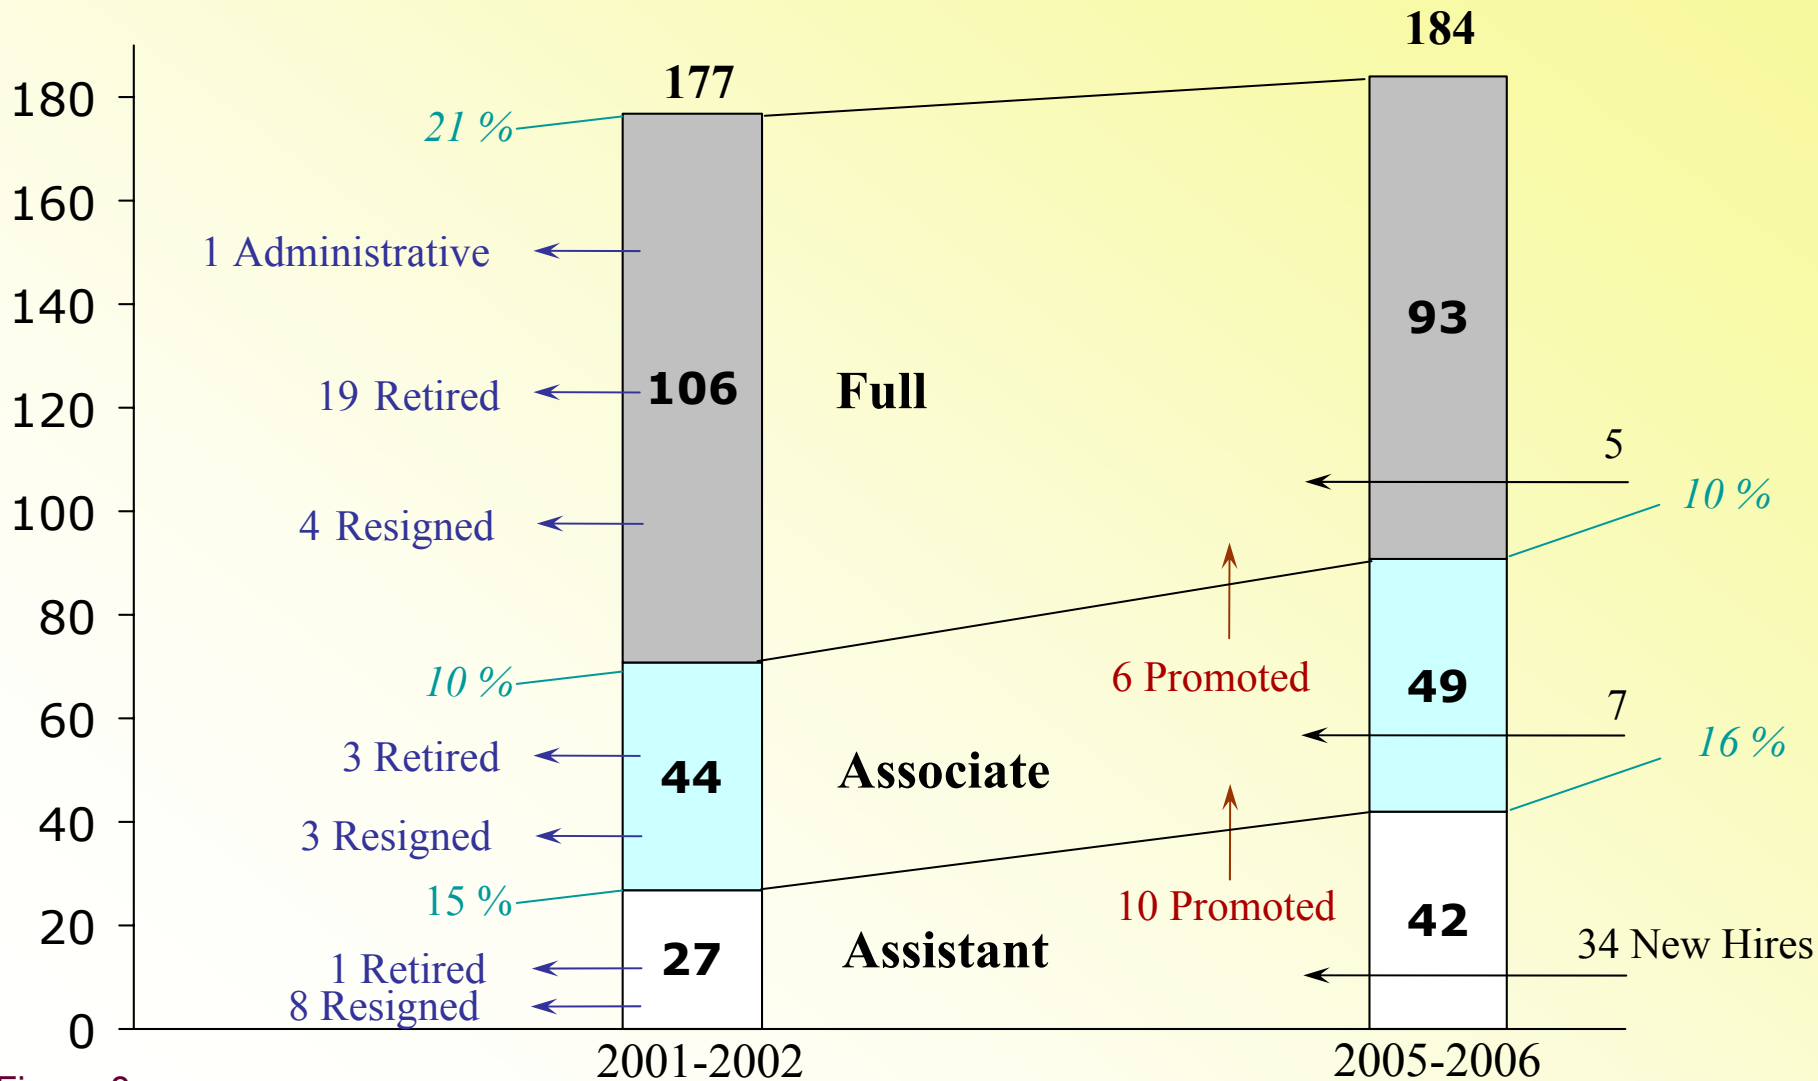 184
177
180
21 %
160
1 Administrative
140
93
120
19 Retired
106
Full
5
100
4 Resigned
10 %
80
10 %
6 Promoted
49
7
60
3 Retired
44
Associate
16 %
40
3 Resigned
15 %
10 Promoted
42
20
27
Assistant
34 New Hires
1 Retired
8 Resigned
0
2001-2002
2005-2006